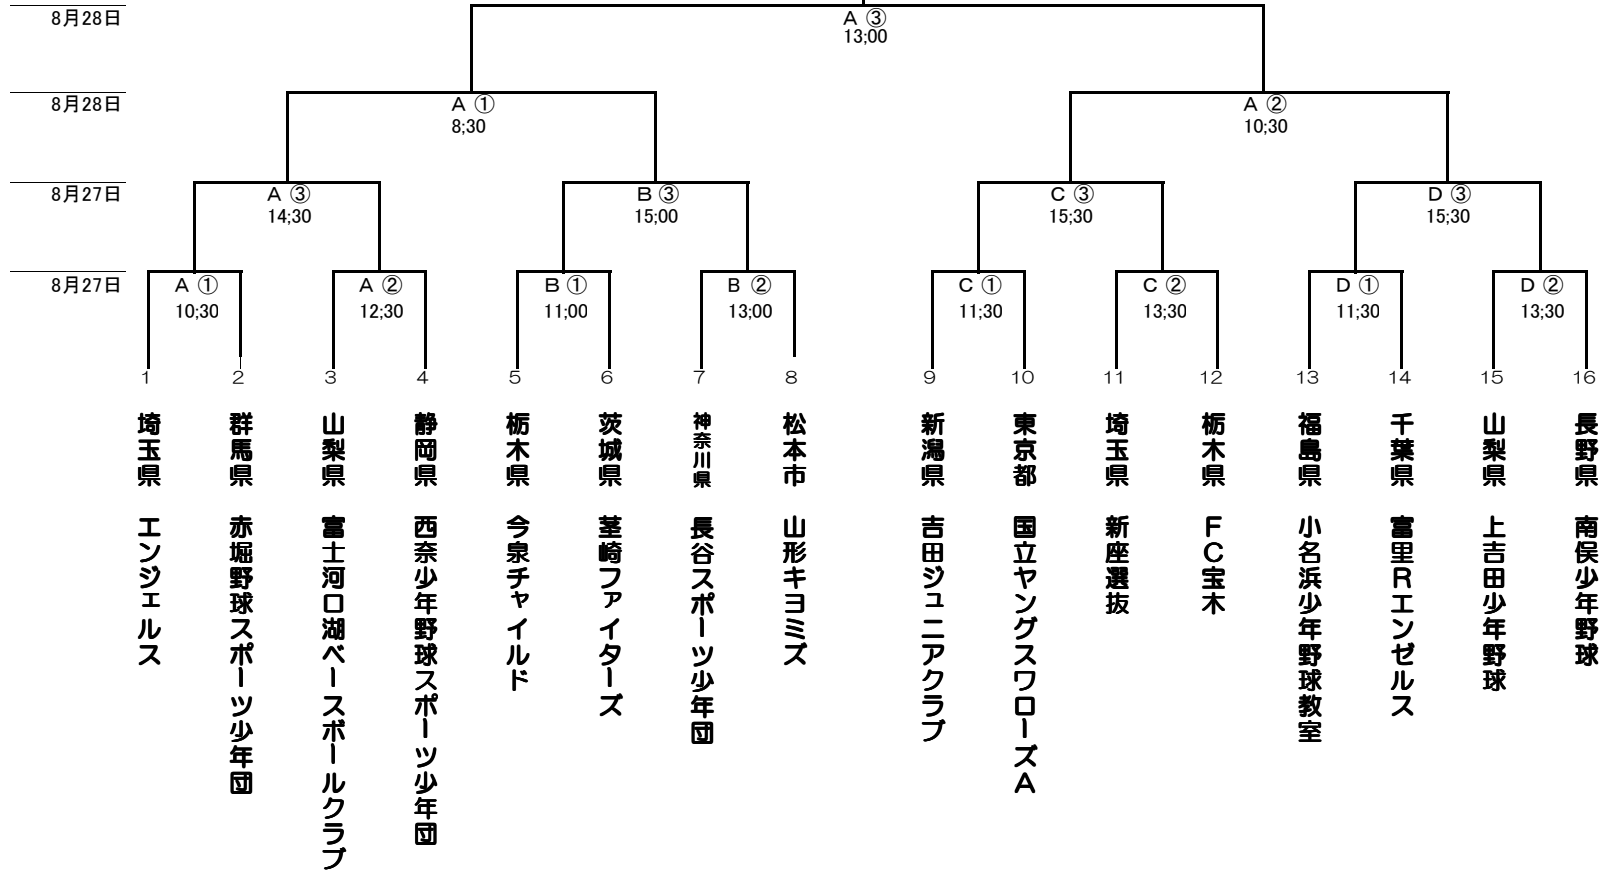 8月28日
A ③
13;00
8月28日
A ①
8;30
A ②
10;30
8月27日
A ③
14;30
B ③
15;00
C ③
15;30
D ③
15;30
8月27日
A ①
10;30
A ②
12;30
B ①
11;00
B ②
13;00
C ①
11;30
C ②
13;30
D ①
11;30
D ②
13;30
1
2
3
4
5
6
7
8
9
10
11
12
13
14
15
16
埼玉県 エンジェルス
群馬県 赤堀野球スポーツ少年団
山梨県 富士河口湖ベースボールクラブ
静岡県 西奈少年野球スポーツ少年団
栃木県 今泉チャイルド
茨城県 茎崎ファイターズ
神奈川県 長谷スポーツ少年団
松本市 山形キヨミズ
新潟県 吉田ジュニアクラブ
東京都 国立ヤングスワローズA
埼玉県 新座選抜
栃木県 FC宝木
福島県 小名浜少年野球教室
千葉県 富里Rエンゼルス
山梨県 上吉田少年野球
長野県 南俣少年野球